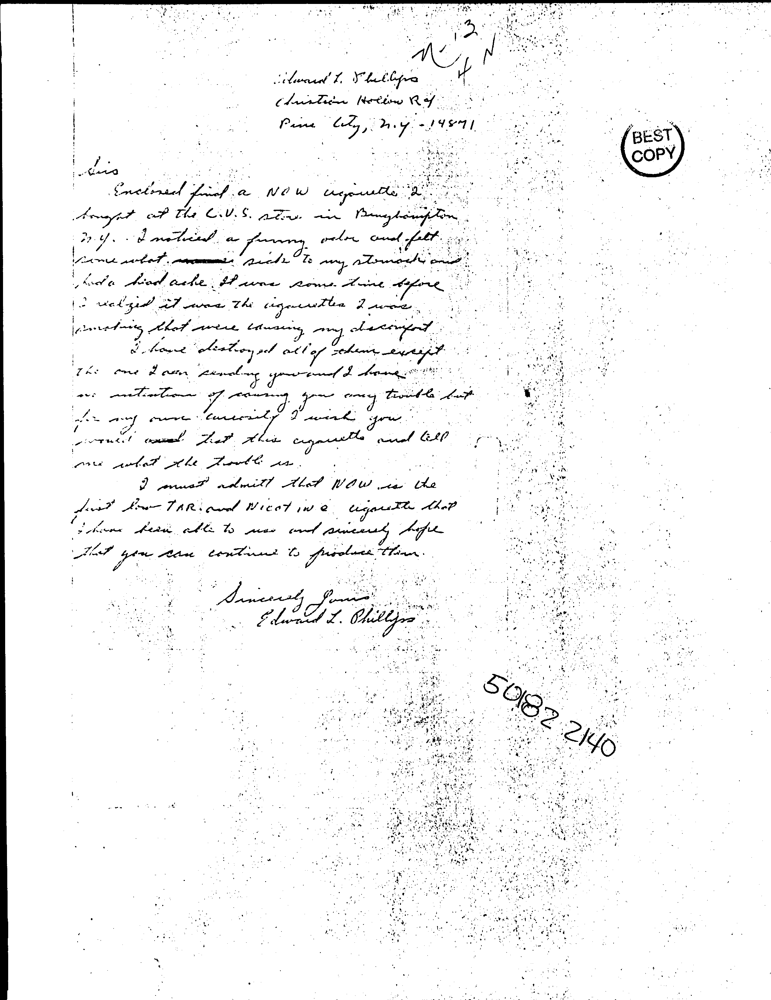 N-13
4 N
Edward L. Phillips
Christian Hollow Rd
Pine City, N.Y - 14871
BEST
COPY
Sirs
Enclosed find a NOW cigarette I
bought at the C.V.S. store in Binghampton
N.Y. . I noticed a funny odor and felt
some what sick to my stomach and
had a head ache. It was some time before
I realized it was the cigarettes I was
smoking that were causing my discomfort
I have destroyed all of them except
the one I am sending you and I have
no intention of causing you any trouble but
for my own curiosity I wish you
would test this cigarette and tell
me what the trouble is.
I must admitt that NOW is the
first low TAR. and Nicotine cigarette that
I have been able to use and sincerely hope
that you can continue to produce them.
Sincerely Yours
Edward L. Phillips
50182 2140